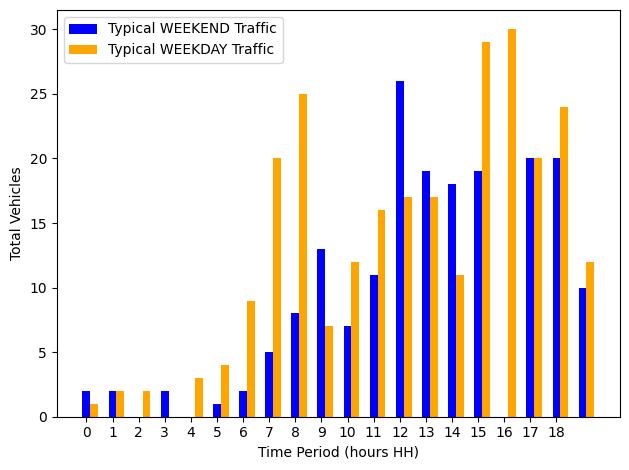 Typical WEEKEND Traffic
Typical WEEKDAY Traffic
30
25
20
15
10
5
0
Total Vehicles
0 1 2 3 4 5 6 7 8 9 10 11 12 13 14 15 16 17 18
Time Period (hours HH)